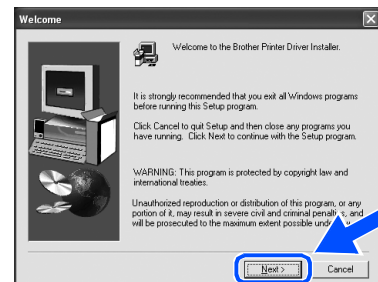 Welcome
Welcome to the Brother Printer Driver Installer.
It is strongly recommended that you exit all Windows programs
before running this Setup program.
Click Cancel to quit Setup and then close any programs you
have running. Click Next to continue with the Setup program.
WARNING: This program is protected by copyright law and
international treaties.
Unauthorized reproduction or distribution of this program, or any
portion of it, may result in severe civil and criminal penalties, and
will be prosecuted to the maximum extent possible under
Next >
Cancel